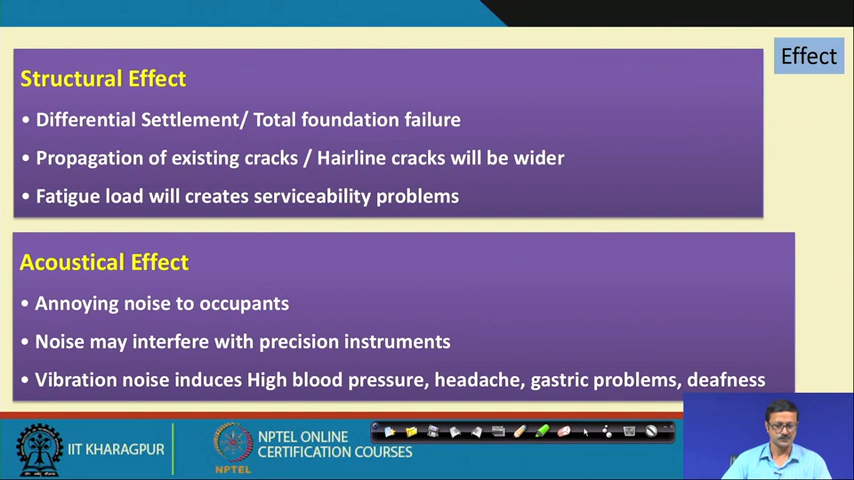 Effect
Structural Effect
• Differential Settlement/ Total foundation failure
• Propagation of existing cracks / Hairline cracks will be wider
• Fatigue load will creates serviceability problems
Acoustical Effect
• Annoying noise to occupants
• Noise may interfere with precision instruments
• Vibration noise induces High blood pressure, headache, gastric problems, deafness
IIT KHARAGPUR
NPTEL
NPTEL ONLINE
CERTIFICATION COURSES